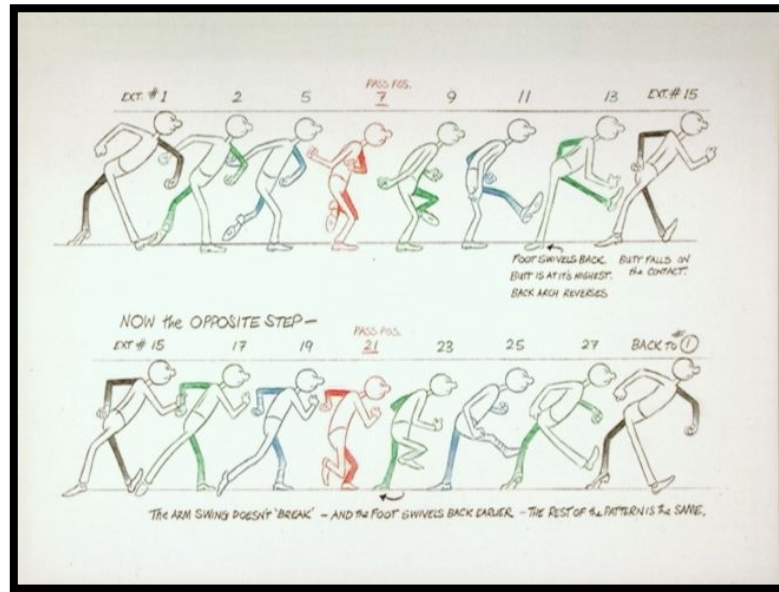 PASS POS.
EXT. #1 2 5 7 9 11 13 EXT. #15
FOOT SWIVELS BACK
BUTT IS AT IT'S HIGHEST.
BACK ARCH REVERSES
BUTT FALLS ON
the CONTACT.
NOW the OPPOSITE STEP —
PASS POS.
EXT # 15 17 19 21 23 25 27 BACK TO #1
THE ARM SWING DOESN'T 'BREAK' – AND the FOOT SWIVELS BACK EARLIER – THE REST OF the PATTERN IS the SAME.